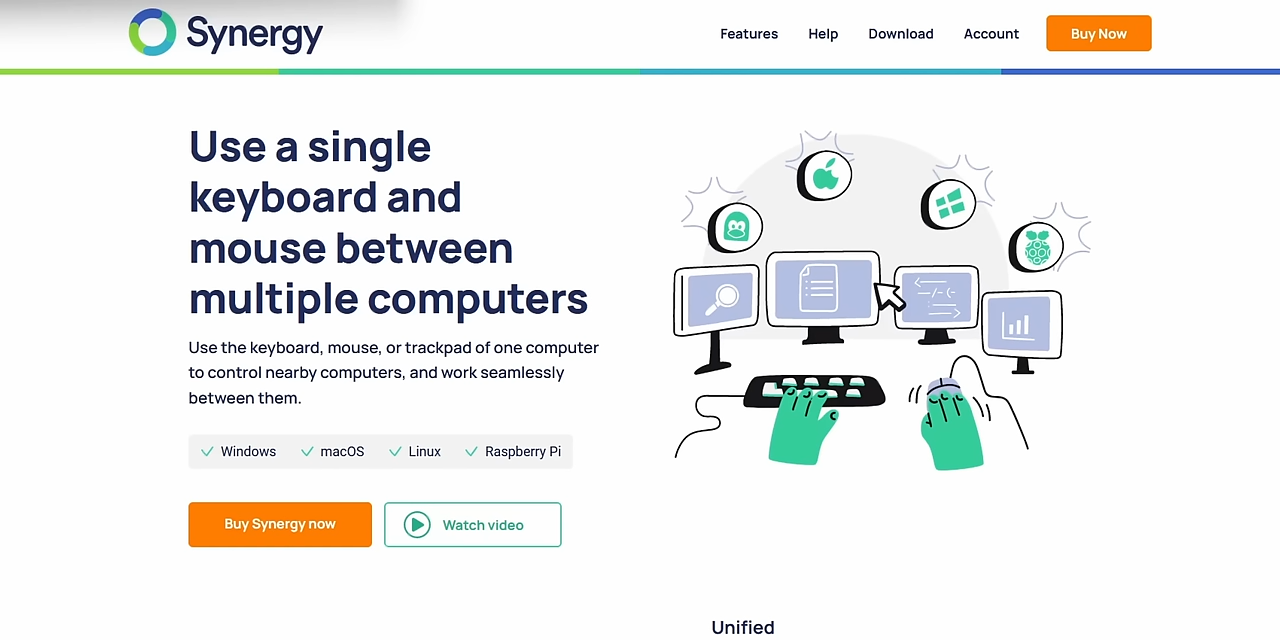 Synergy
Features Help Download Account Buy Now
Use a single
keyboard and
mouse between
multiple computers
Use the keyboard, mouse, or trackpad of one computer
to control nearby computers, and work seamlessly
between them.
Windows macOS Linux Raspberry Pi
Buy Synergy now Watch video
Unified